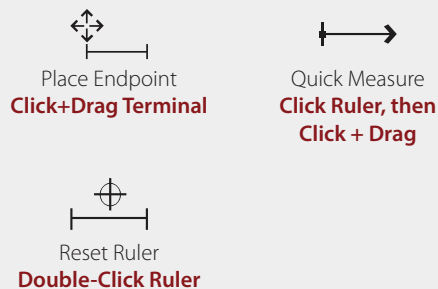 Place Endpoint
Click+Drag Terminal
Quick Measure
Click Ruler, then
Click + Drag
Reset Ruler
Double-Click Ruler